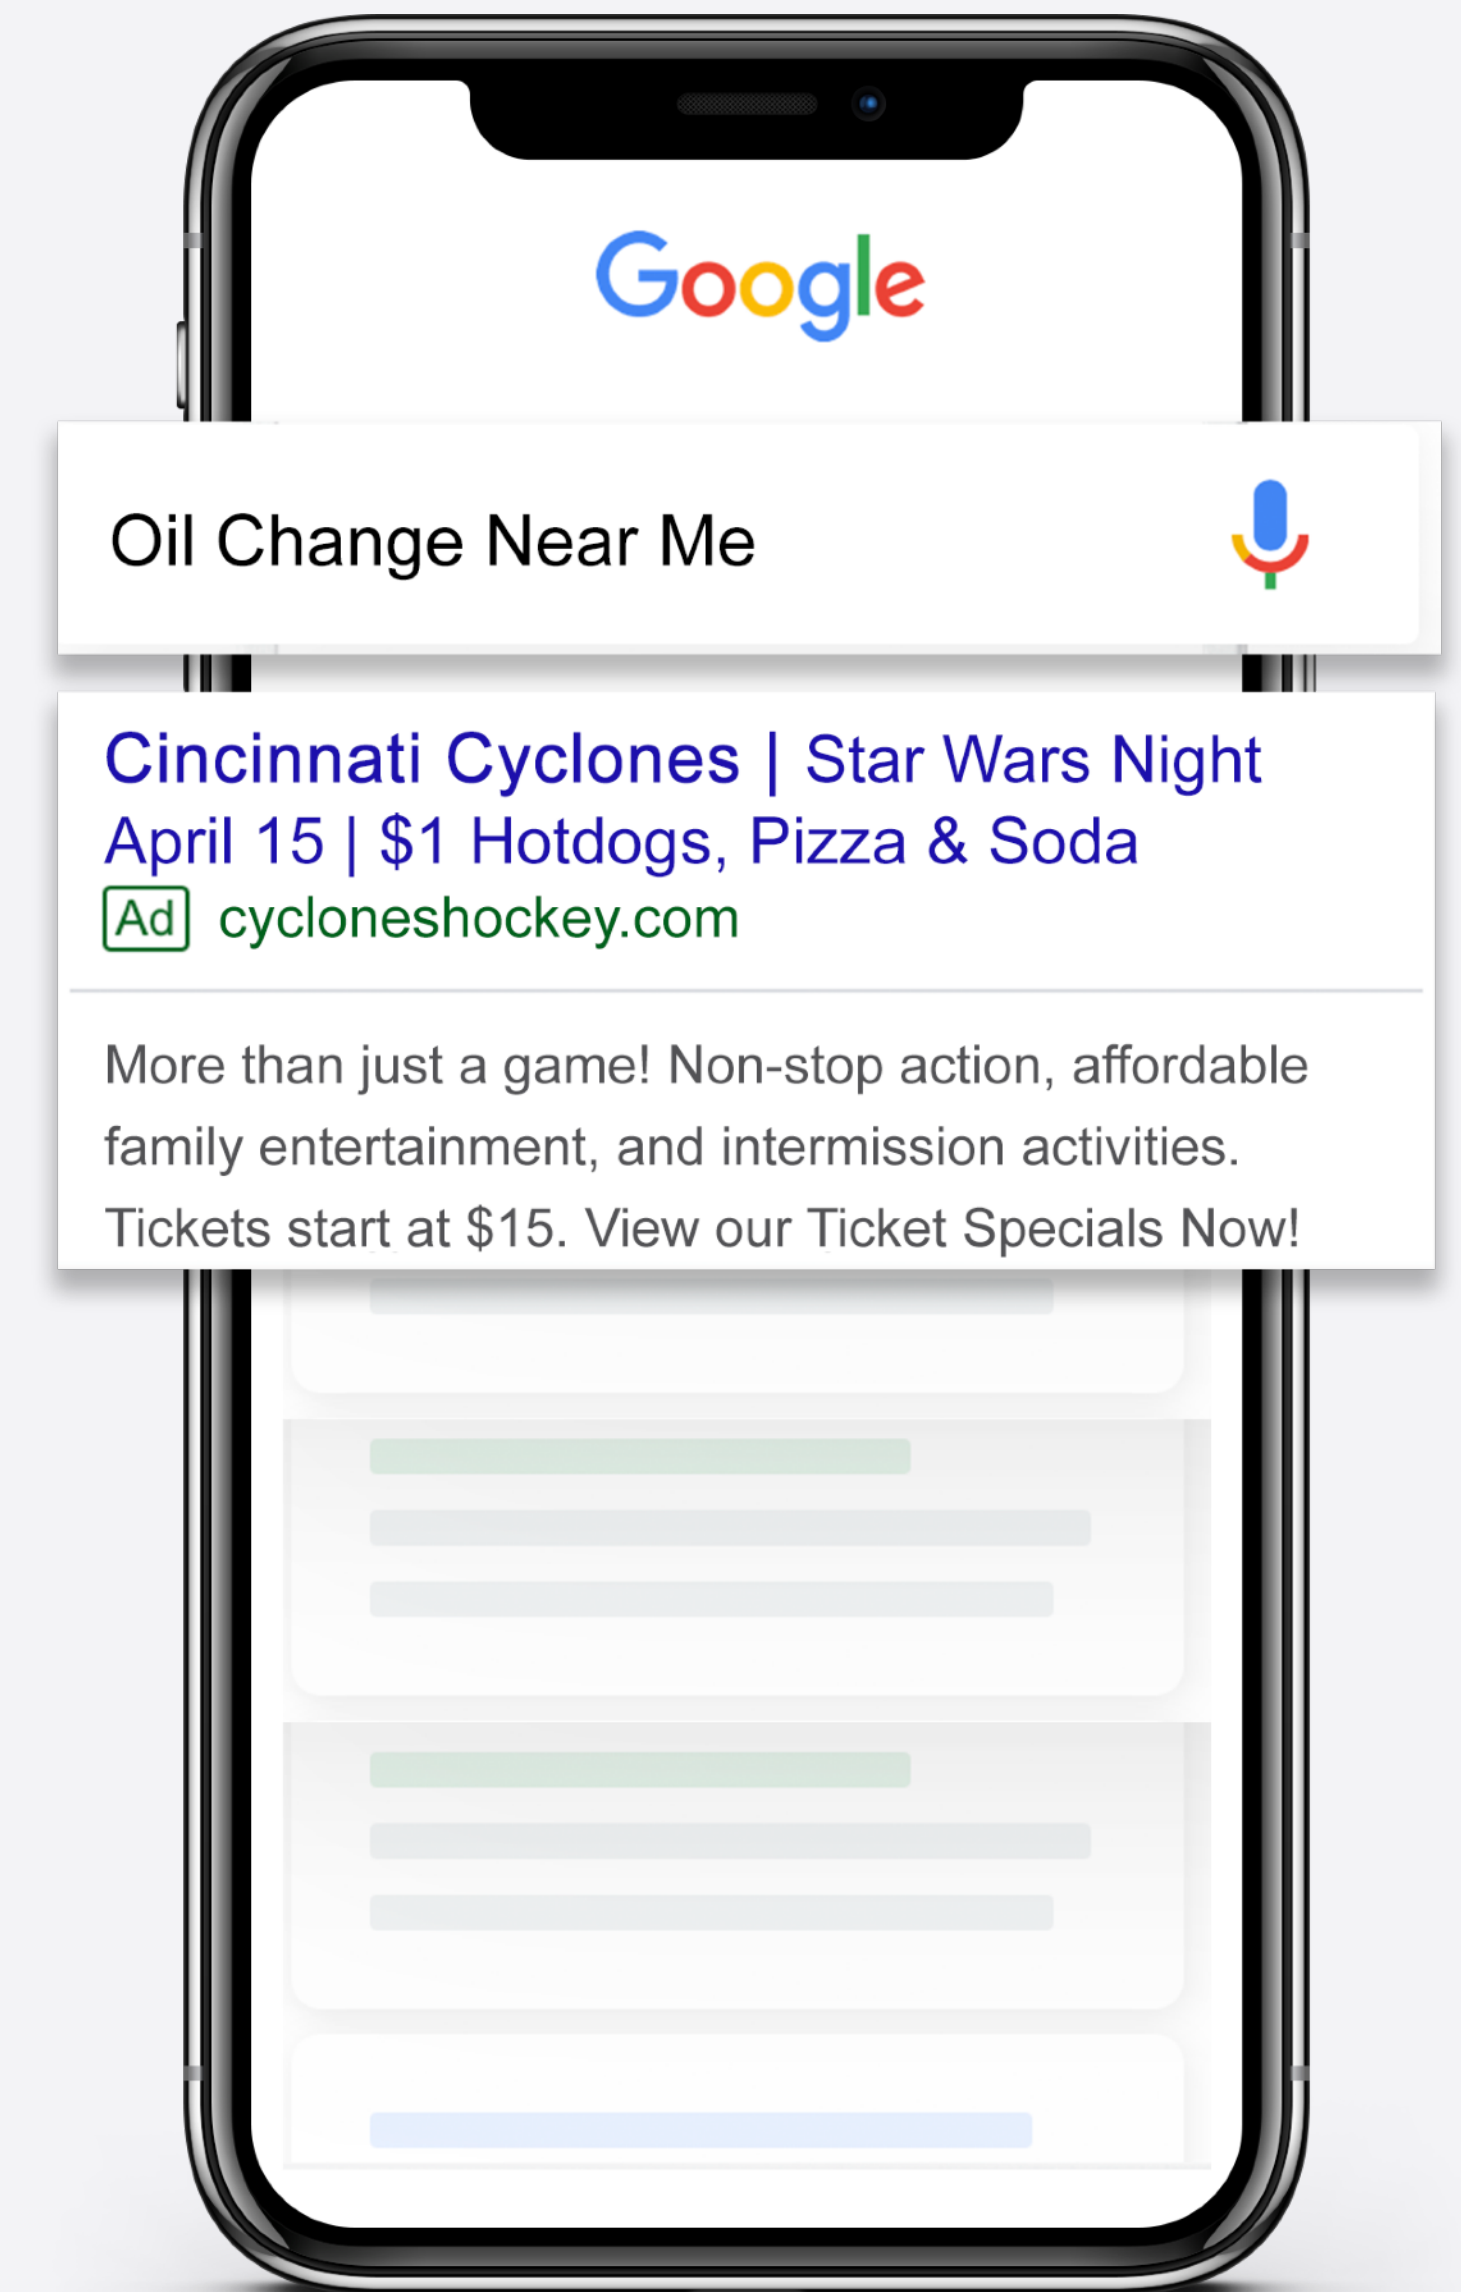 Google
Oil Change Near Me
Cincinnati Cyclones | Star Wars Night
April 15 | $1 Hotdogs, Pizza & Soda
Ad cycloneshockey.com
More than just a game! Non-stop action, affordable
family entertainment, and intermission activities.
Tickets start at $15. View our Ticket Specials Now!